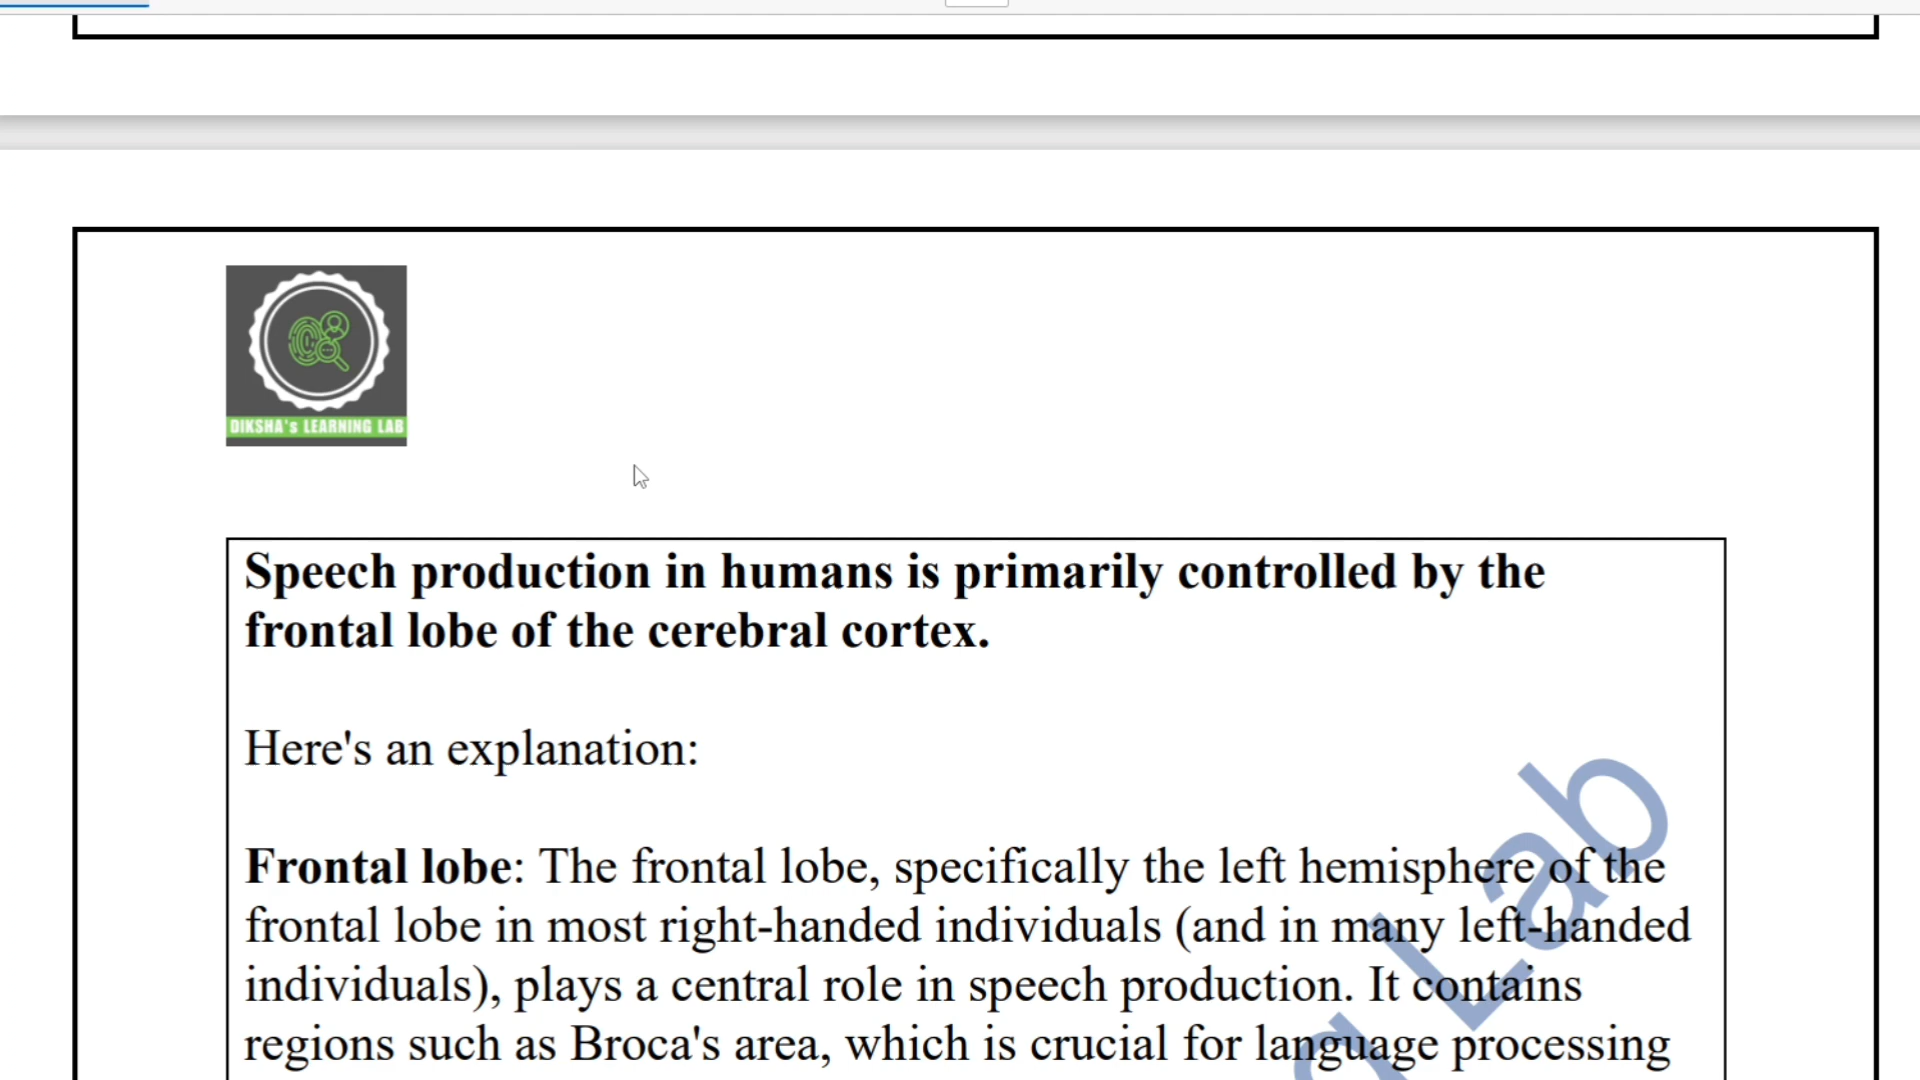 DIKSHA's LEARNING LAB
Speech production in humans is primarily controlled by the
frontal lobe of the cerebral cortex.
Here's an explanation:
Frontal lobe: The frontal lobe, specifically the left hemisphere of the
frontal lobe in most right-handed individuals (and in many left-handed
individuals), plays a central role in speech production. It contains
regions such as Broca's area, which is crucial for language processing
g Lab